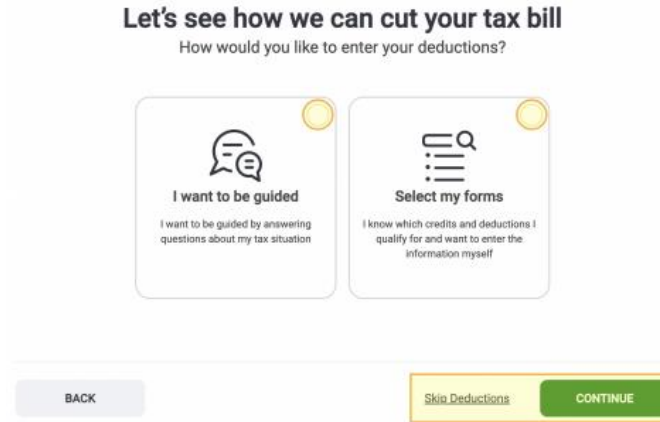 Let's see how we can cut your tax bill
How would you like to enter your deductions?
I want to be guided
I want to be guided by answering
questions about my tax situation
Select my forms
I know which credits and deductions I
qualify for and want to enter the
information myself
BACK
Skip Deductions
CONTINUE